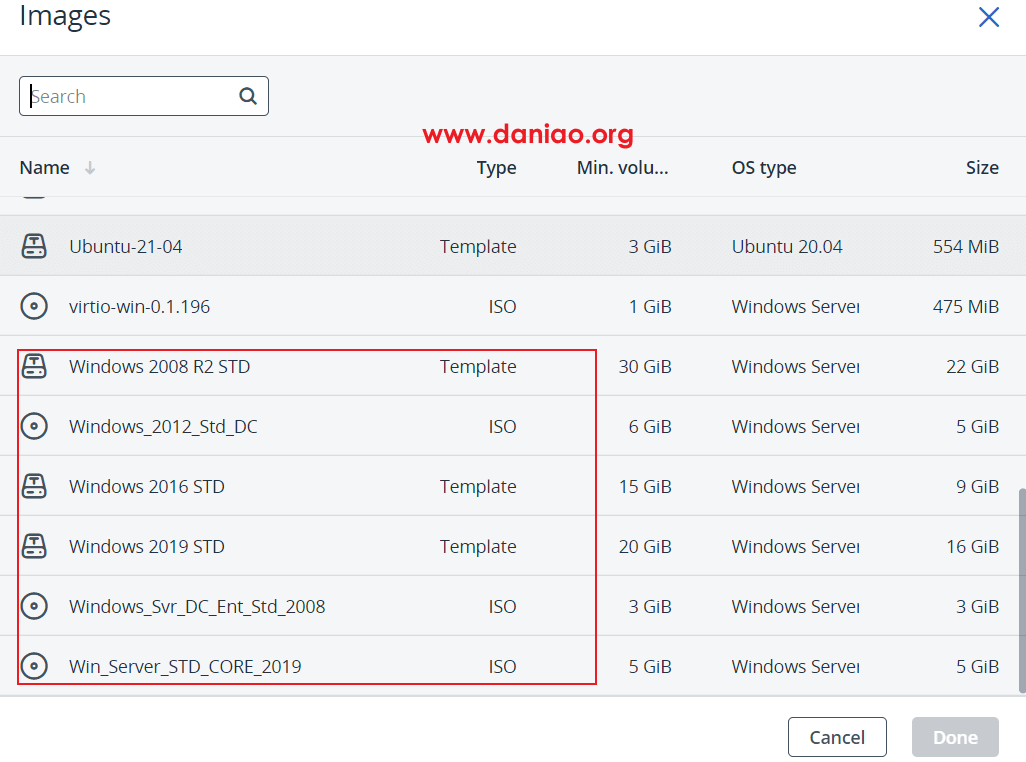 Images
Search
www.daniao.org
Name Type Min. volu... OS type Size
Ubuntu-21-04 Template 3 GiB Ubuntu 20.04 554 MiB
virtio-win-0.1.196 ISO 1 GiB Windows Server 475 MiB
Windows 2008 R2 STD Template 30 GiB Windows Server 22 GiB
Windows_2012_Std_DC ISO 6 GiB Windows Server 5 GiB
Windows 2016 STD Template 15 GiB Windows Server 9 GiB
Windows 2019 STD Template 20 GiB Windows Server 16 GiB
Windows_Svr_DC_Ent_Std_2008 ISO 3 GiB Windows Server 3 GiB
Win_Server_STD_CORE_2019 ISO 5 GiB Windows Server 5 GiB
Cancel Done